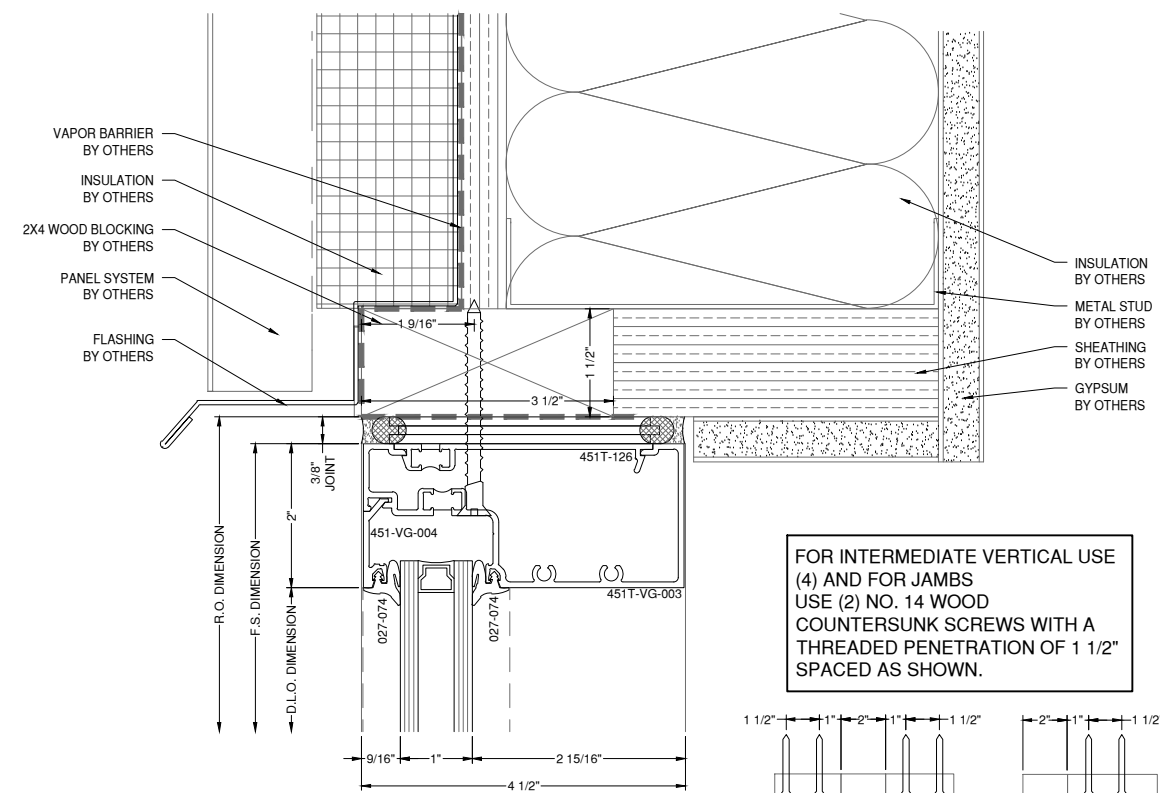 VAPOR BARRIER
BY OTHERS
INSULATION
BY OTHERS
2X4 WOOD BLOCKING
BY OTHERS
PANEL SYSTEM
BY OTHERS
FLASHING
BY OTHERS
INSULATION
BY OTHERS
METAL STUD
BY OTHERS
SHEATHING
BY OTHERS
GYPSUM
BY OTHERS
1 9/16"
1 1/2"
3 1/2"
3/8"
JOINT
451T-126
2"
451-VG-004
451T-VG-003
027-074
027-074
R.O. DIMENSION
F.S. DIMENSION
D.L.O. DIMENSION
9/16"
1"
2 15/16"
4 1/2"
FOR INTERMEDIATE VERTICAL USE
(4) AND FOR JAMBS
USE (2) NO. 14 WOOD
COUNTERSUNK SCREWS WITH A
THREADED PENETRATION OF 1 1/2"
SPACED AS SHOWN.
1 1/2" 1" 2" 1" 1 1/2"
2" 1" 1 1/2